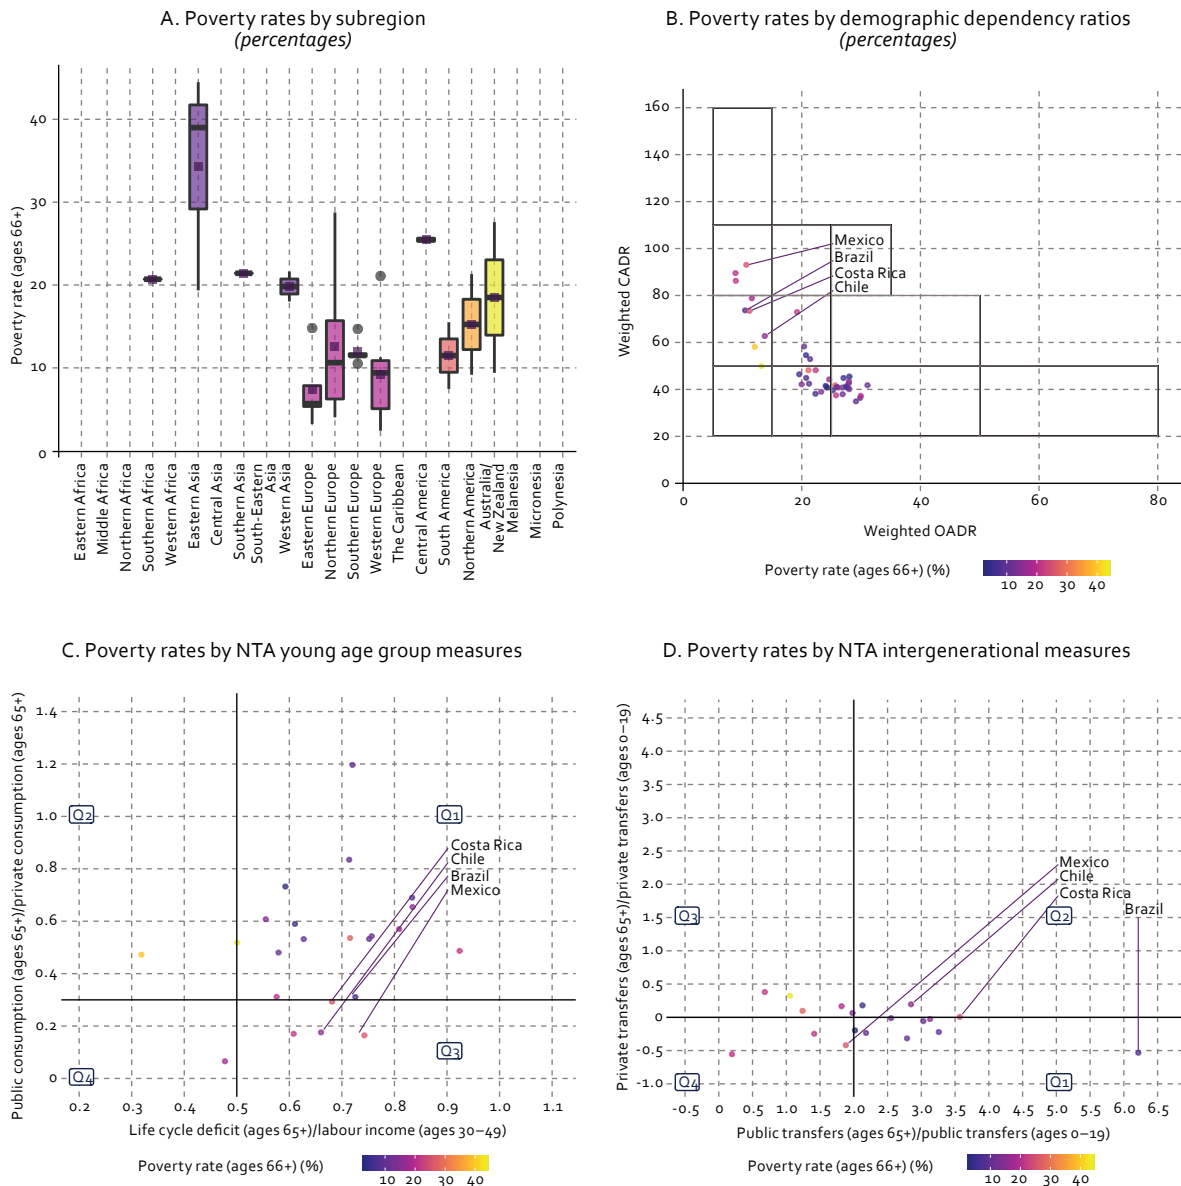 A. Poverty rates by subregion
(percentages)
Poverty rate (ages 66+)
40
30
20
10
0
Eastern Africa
Middle Africa
Northern Africa
Southern Africa
Western Africa
Eastern Asia
Central Asia
Southern Asia
South-Eastern
Asia
Western Asia
Eastern Europe
Northern Europe
Southern Europe
Western Europe
The Caribbean
Central America
South America
Northern America
Australia/
New Zealand
Melanesia
Micronesia
Polynesia
B. Poverty rates by demographic dependency ratios
(percentages)
Weighted CADR
160
140
120
100
80
60
40
20
0
Mexico
Brazil
Costa Rica
Chile
0 20 40 60 80
Weighted OADR
Poverty rate (ages 66+) (%)
10 20 30 40
C. Poverty rates by NTA young age group measures
Public consumption (ages 65+)/private consumption (ages 65+)
1.4
1.2
1.0
0.8
0.6
0.4
0.2
0
Q2
Q1
Costa Rica
Chile
Brazil
Mexico
Q3
Q4
0.2 0.3 0.4 0.5 0.6 0.7 0.8 0.9 1.0 1.1
Life cycle deficit (ages 65+)/labour income (ages 30–49)
Poverty rate (ages 66+) (%)
10 20 30 40
D. Poverty rates by NTA intergenerational measures
Private transfers (ages 65+)/private transfers (ages 0–19)
4.5
4.0
3.5
3.0
2.5
2.0
1.5
1.0
0.5
0
-0.5
-1.0
Mexico
Chile
Costa Rica
Brazil
Q3
Q2
Q4
Q1
-0.5 0 0.5 1.0 1.5 2.0 2.5 3.0 3.5 4.0 4.5 5.0 5.5 6.0 6.5
Public transfers (ages 65+)/public transfers (ages 0–19)
Poverty rate (ages 66+) (%)
10 20 30 40